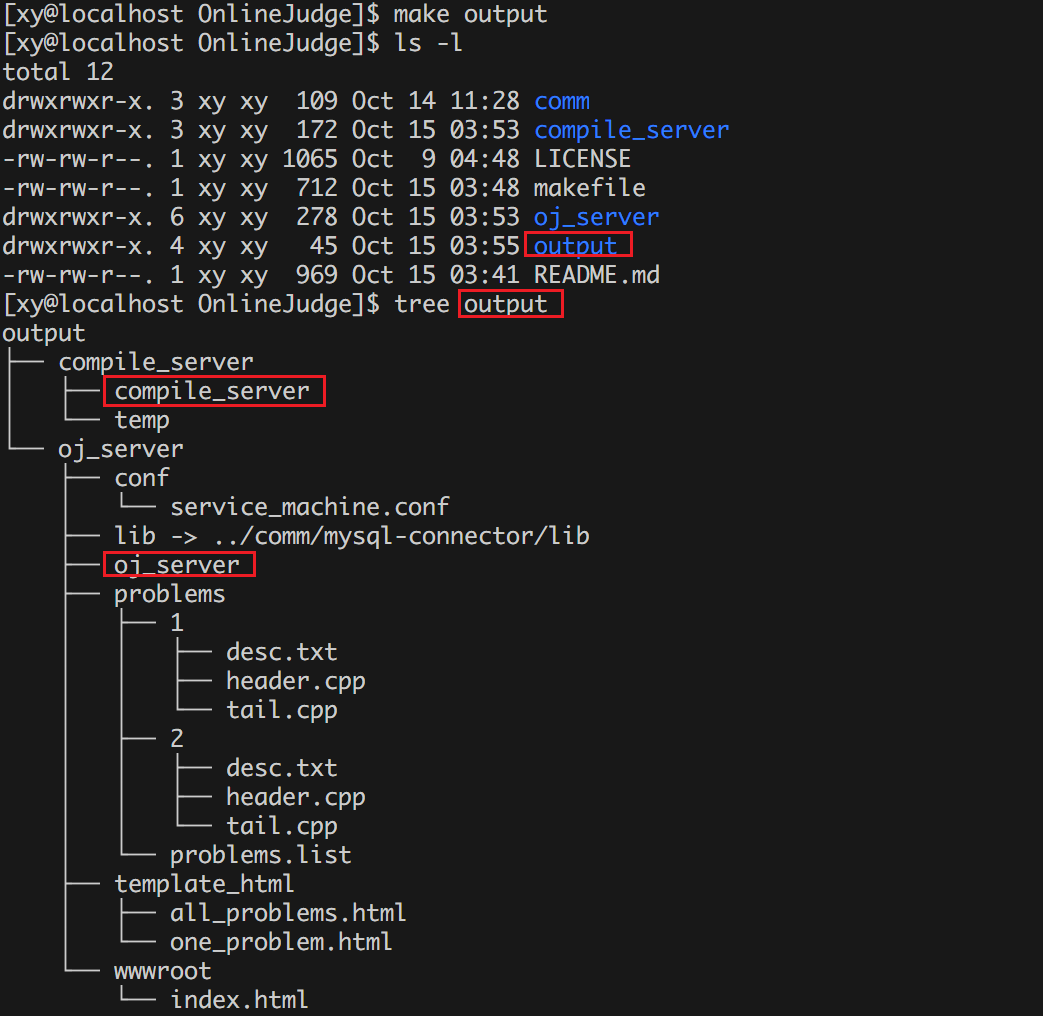 [xy@localhost OnlineJudge]$ make output
[xy@localhost OnlineJudge]$ ls -l
total 12
drwxrwxr-x. 3 xy xy  109 Oct 14 11:28 comm
drwxrwxr-x. 3 xy xy  172 Oct 15 03:53 compile_server
-rw-rw-r--. 1 xy xy 1065 Oct  9 04:48 LICENSE
-rw-rw-r--. 1 xy xy  712 Oct 15 03:48 makefile
drwxrwxr-x. 6 xy xy  278 Oct 15 03:53 oj_server
drwxrwxr-x. 4 xy xy   45 Oct 15 03:55 output
-rw-rw-r--. 1 xy xy  969 Oct 15 03:41 README.md
[xy@localhost OnlineJudge]$ tree output
output
├── compile_server
│   ├── compile_server
│   └── temp
└── oj_server
    ├── conf
    │   └── service_machine.conf
    ├── lib -> ../comm/mysql-connector/lib
    ├── oj_server
    ├── problems
    │   ├── 1
    │   │   ├── desc.txt
    │   │   ├── header.cpp
    │   │   └── tail.cpp
    │   ├── 2
    │   │   ├── desc.txt
    │   │   ├── header.cpp
    │   │   └── tail.cpp
    │   └── problems.list
    ├── template_html
    │   ├── all_problems.html
    │   └── one_problem.html
    └── wwwroot
        └── index.html